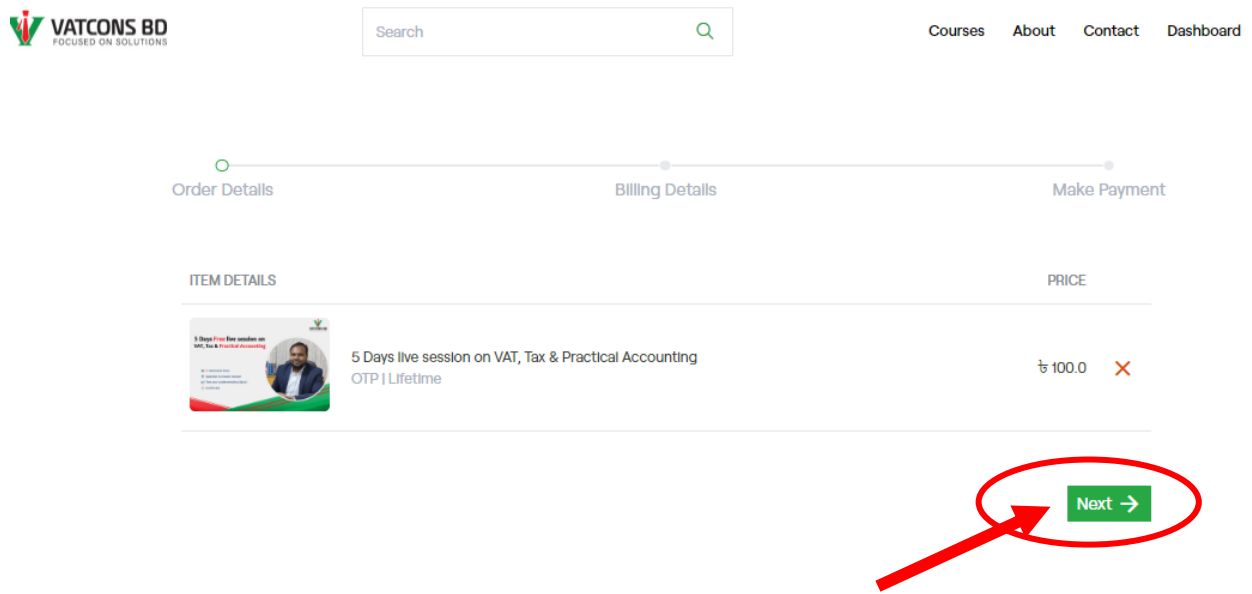 VATCONS BD
FOCUSED ON SOLUTIONS
Search
Courses About Contact Dashboard
Order Details Billing Details Make Payment
ITEM DETAILS PRICE
5 Days Free live session on
VAT, Tax & Practical Accounting
5 Days live session on VAT, Tax & Practical Accounting
OTP | Lifetime
৳ 100.0
Next